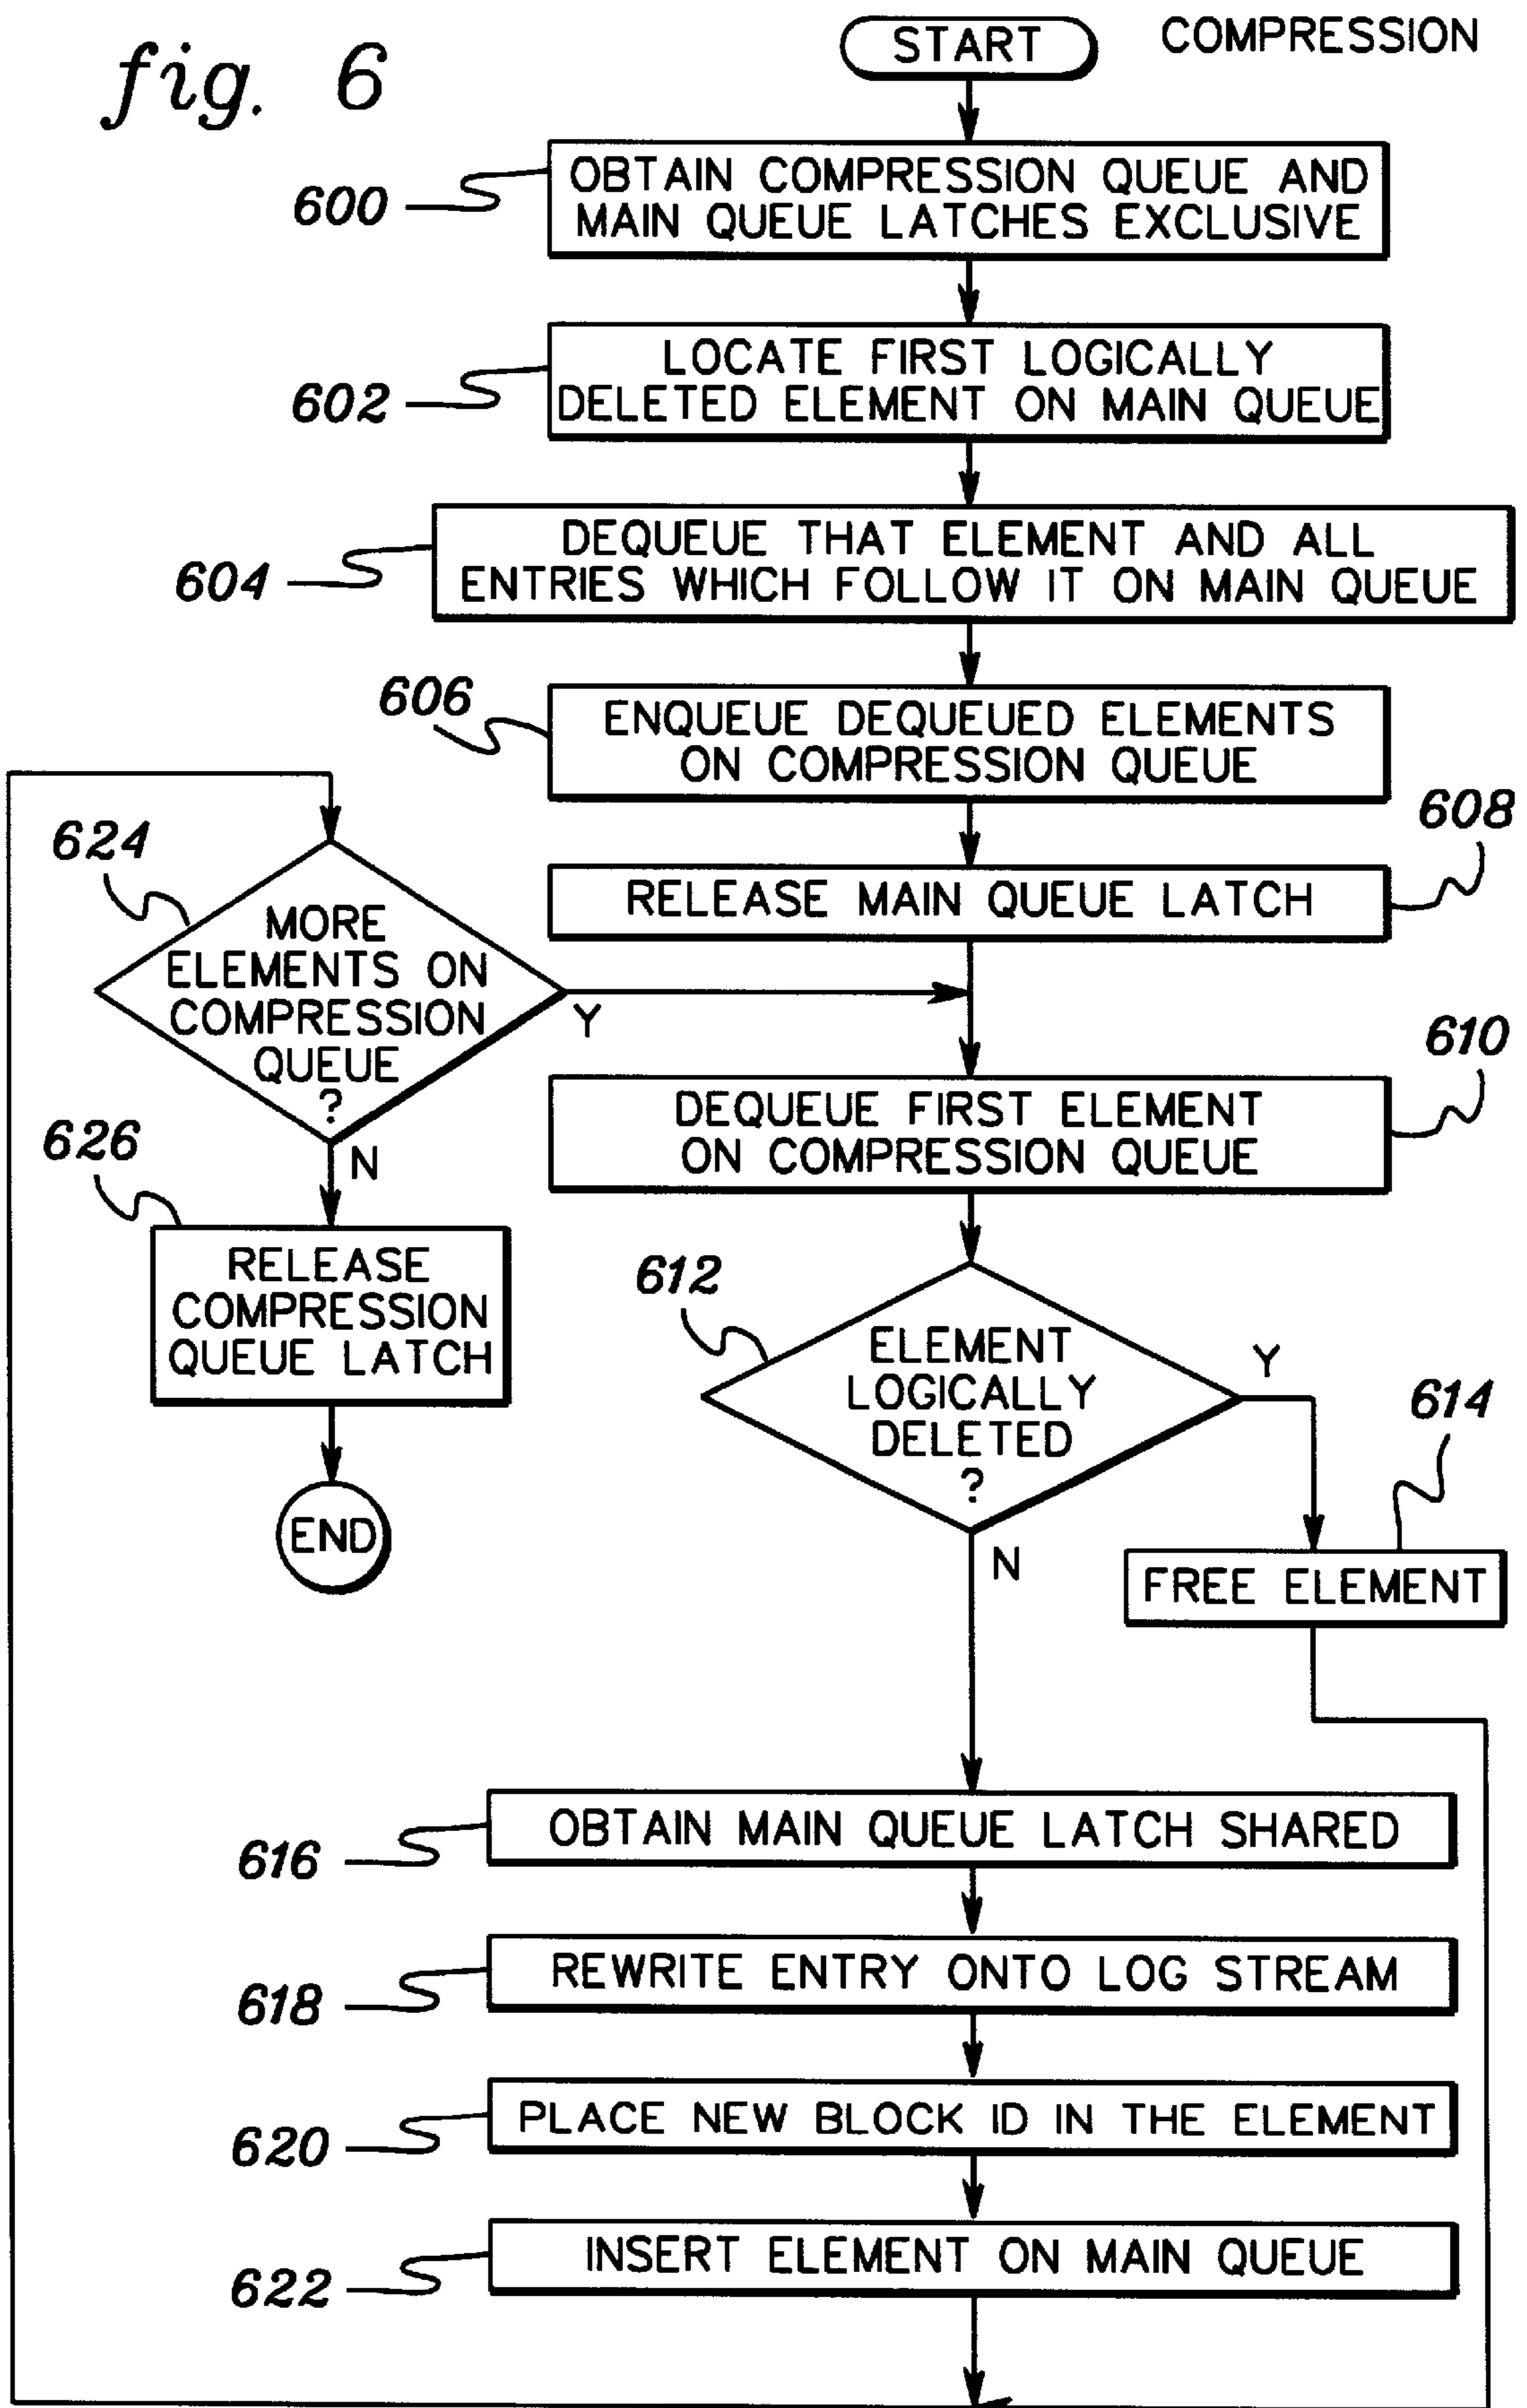 fig. 6
START
COMPRESSION
600
OBTAIN COMPRESSION QUEUE AND
MAIN QUEUE LATCHES EXCLUSIVE
602
LOCATE FIRST LOGICALLY
DELETED ELEMENT ON MAIN QUEUE
604
DEQUEUE THAT ELEMENT AND ALL
ENTRIES WHICH FOLLOW IT ON MAIN QUEUE
606
ENQUEUE DEQUEUED ELEMENTS
ON COMPRESSION QUEUE
608
RELEASE MAIN QUEUE LATCH
624
MORE
ELEMENTS ON
COMPRESSION
QUEUE
?
Y
N
610
DEQUEUE FIRST ELEMENT
ON COMPRESSION QUEUE
626
RELEASE
COMPRESSION
QUEUE LATCH
END
612
ELEMENT
LOGICALLY
DELETED
?
Y
N
614
FREE ELEMENT
616
OBTAIN MAIN QUEUE LATCH SHARED
618
REWRITE ENTRY ONTO LOG STREAM
620
PLACE NEW BLOCK ID IN THE ELEMENT
622
INSERT ELEMENT ON MAIN QUEUE